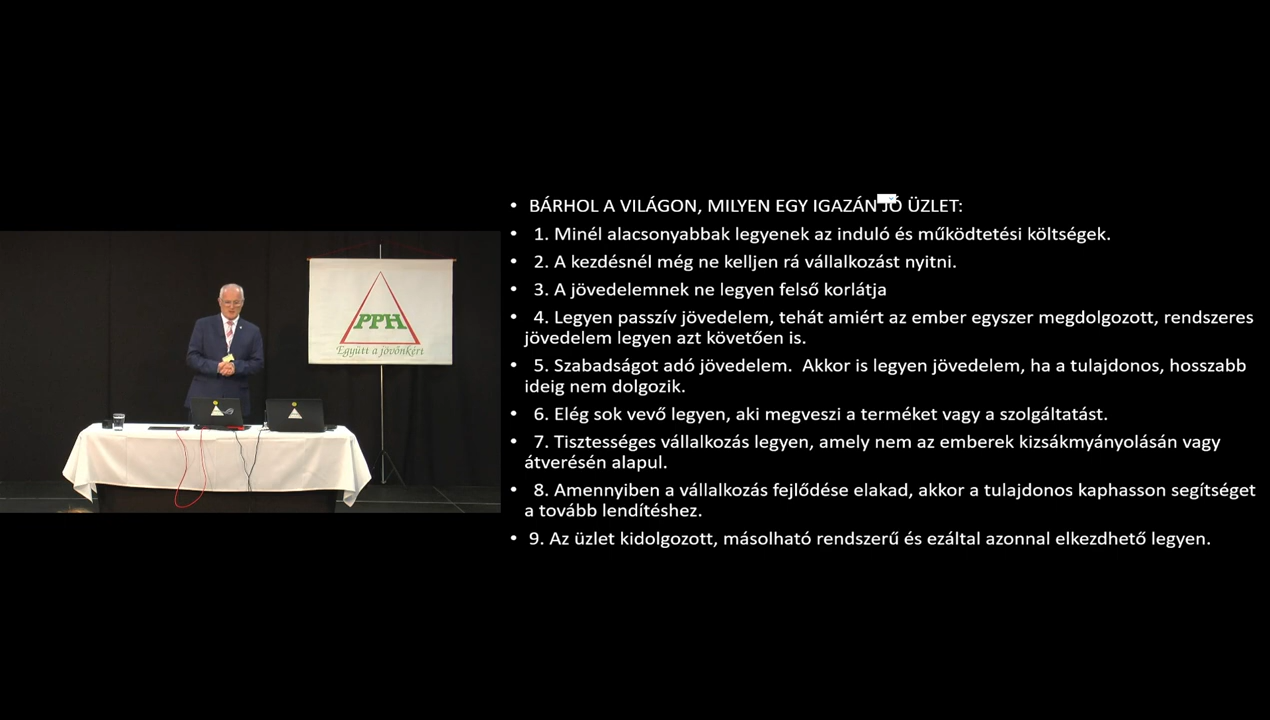 • BÁRHOL A VILÁGON, MILYEN EGY IGAZÁN JÓ ÜZLET:
• 1. Minél alacsonyabbak legyenek az induló és működtetési költségek.
• 2. A kezdésnél még ne kelljen rá vállalkozást nyitni.
• 3. A jövedelemnek ne legyen felső korlátja
• 4. Legyen passzív jövedelem, tehát amiért az ember egyszer megdolgozott, rendszeres
jövedelem legyen azt követően is.
• 5. Szabadságot adó jövedelem. Akkor is legyen jövedelem, ha a tulajdonos, hosszabb
ideig nem dolgozik.
• 6. Elég sok vevő legyen, aki megveszi a terméket vagy a szolgáltatást.
• 7. Tisztességes vállalkozás legyen, amely nem az emberek kizsákmyányolásán vagy
átverésén alapul.
• 8. Amennyiben a vállalkozás fejlődése elakad, akkor a tulajdonos kaphasson segítséget
a tovább lendítéshez.
• 9. Az üzlet kidolgozott, másolható rendszerű és ezáltal azonnal elkezdhető legyen.
PPH
Együtt a jövőnkért